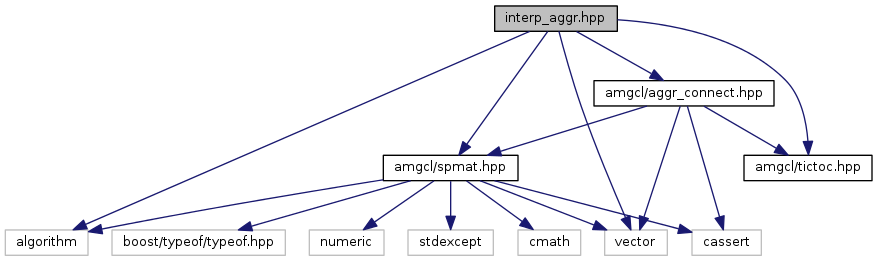 interp_aggr.hpp
amgcl/aggr_connect.hpp
amgcl/spmat.hpp
amgcl/tictoc.hpp
algorithm
boost/typeof/typeof.hpp
numeric
stdexcept
cmath
vector
cassert